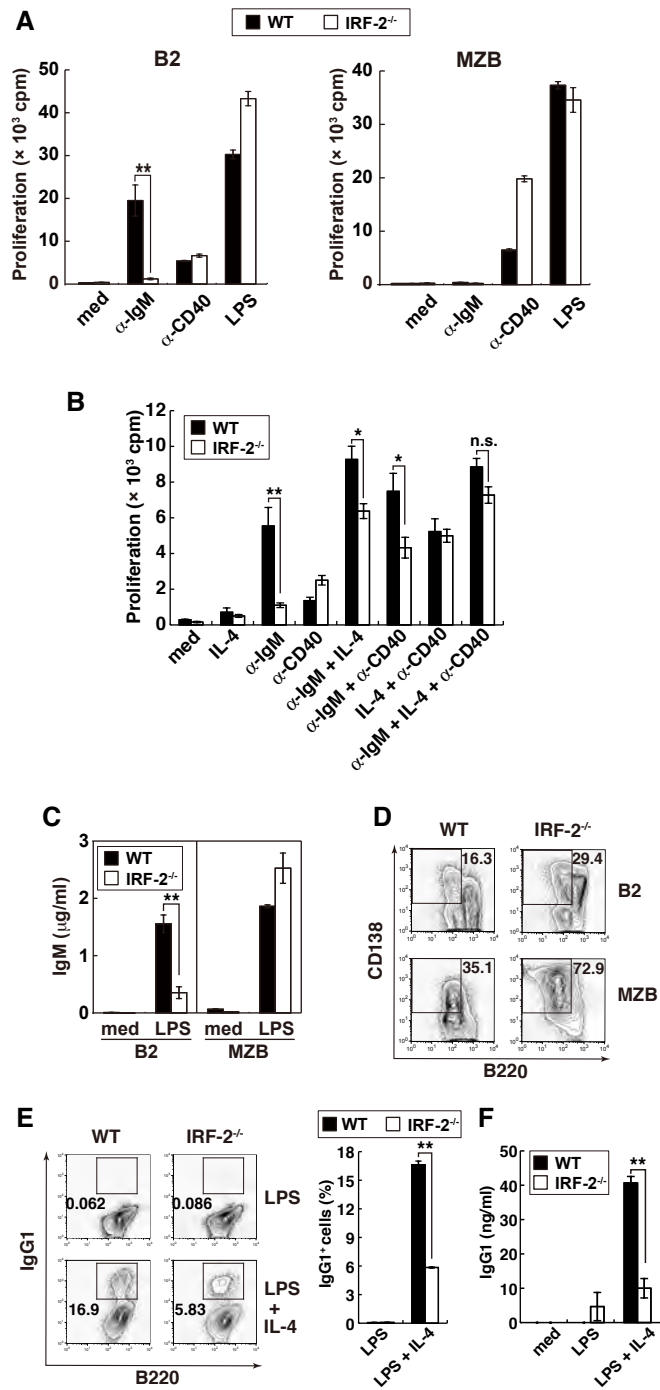 A
WT IRF-2-/-
B2
Proliferation (× 10³ cpm)
50
40
30
20
10
0
**
med
α-IgM
α-CD40
LPS
MZB
Proliferation (× 10³ cpm)
40
30
20
10
0
med
α-IgM
α-CD40
LPS
B
WT
IRF-2-/-
Proliferation (× 10³ cpm)
12
10
8
6
4
2
0
**
*
*
n.s.
med
IL-4
α-IgM
α-CD40
α-IgM + IL-4
α-IgM + α-CD40
IL-4 + α-CD40
α-IgM + IL-4 + α-CD40
C
WT
IRF-2-/-
IgM (μg/ml)
3
2
1
0
**
med LPS med LPS
B2 MZB
D
WT IRF-2-/-
16.3 29.4
B2
35.1 72.9
MZB
CD138
B220
E
WT IRF-2-/-
0.062 0.086
LPS
16.9 5.83
LPS
+
IL-4
IgG1
B220
WT IRF-2-/-
IgG1+ cells (%)
18
15
12
9
6
3
0
**
LPS
LPS + IL-4
F
WT
IRF-2-/-
IgG1 (ng/ml)
50
40
30
20
10
0
**
med
LPS
LPS + IL-4